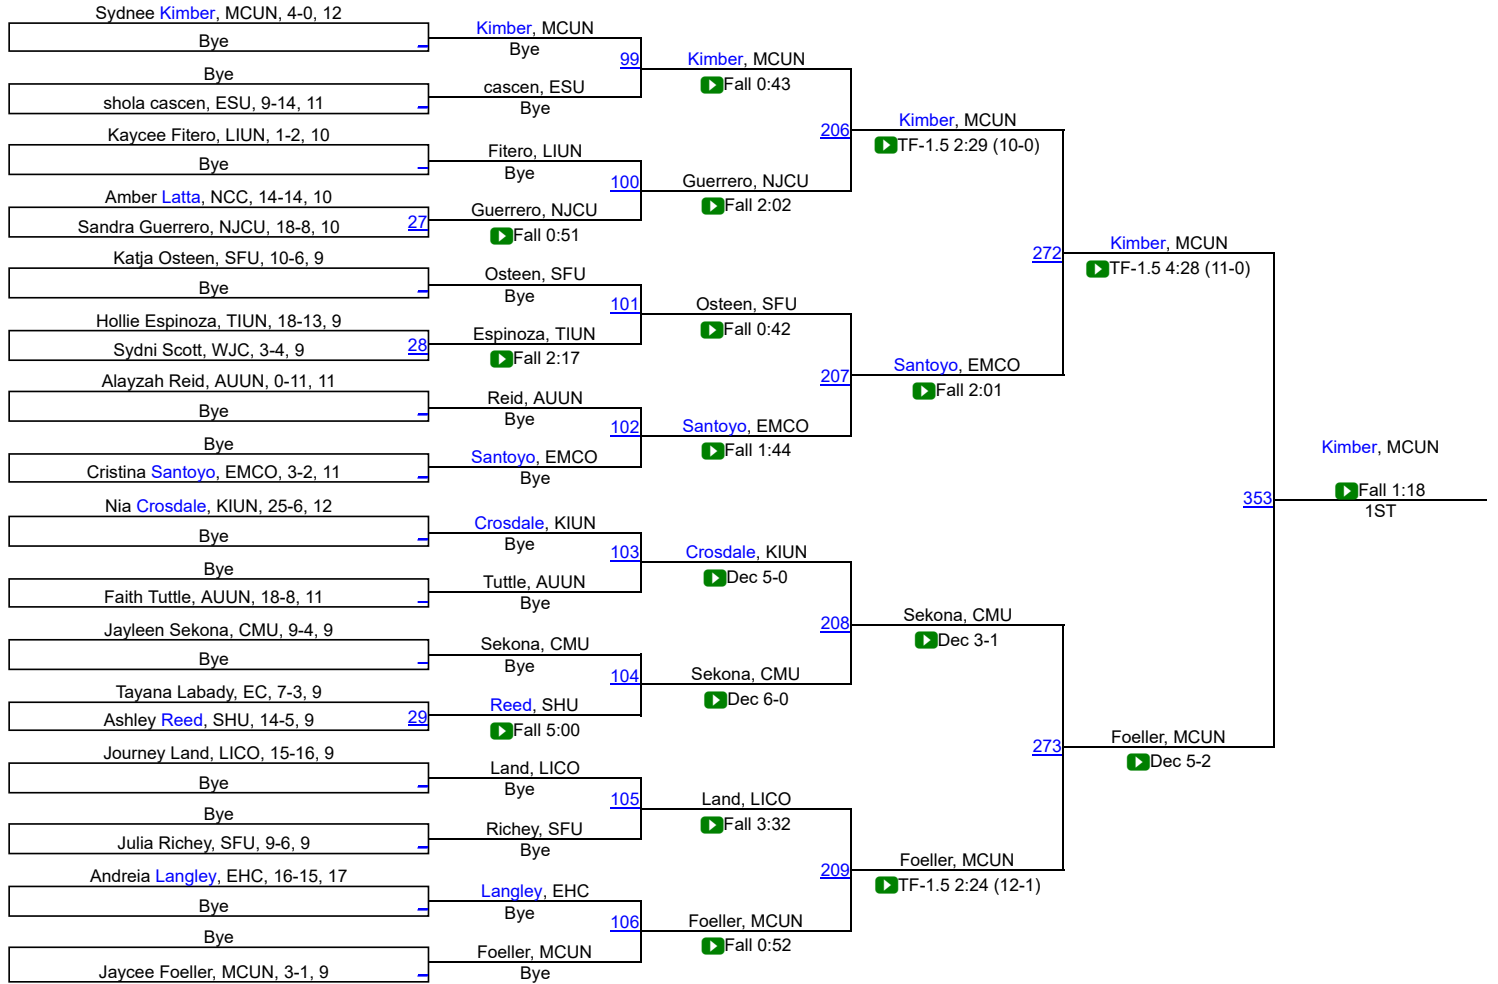 Sydnee Kimber, MCUN, 4-0, 12
Bye
Bye
shola cascen, ESU, 9-14, 11
Kaycee Fitero, LIUN, 1-2, 10
Bye
Amber Latta, NCC, 14-14, 10
Sandra Guerrero, NJCU, 18-8, 10
27
Katja Osteen, SFU, 10-6, 9
Bye
Hollie Espinoza, TIUN, 18-13, 9
Sydni Scott, WJC, 3-4, 9
28
Alayzah Reid, AUUN, 0-11, 11
Bye
Bye
Cristina Santoyo, EMCO, 3-2, 11
Nia Crosdale, KIUN, 25-6, 12
Bye
Bye
Faith Tuttle, AUUN, 18-8, 11
Jayleen Sekona, CMU, 9-4, 9
Bye
Tayana Labady, EC, 7-3, 9
Ashley Reed, SHU, 14-5, 9
29
Journey Land, LICO, 15-16, 9
Bye
Bye
Julia Richey, SFU, 9-6, 9
Andreia Langley, EHC, 16-15, 17
Bye
Bye
Jaycee Foeller, MCUN, 3-1, 9
Kimber, MCUN
Bye
99
cascen, ESU
Bye
Fitero, LIUN
Bye
100
Guerrero, NJCU
Fall 0:51
Osteen, SFU
Bye
101
Espinoza, TIUN
Fall 2:17
Reid, AUUN
Bye
102
Santoyo, EMCO
Bye
Crosdale, KIUN
Bye
103
Tuttle, AUUN
Bye
Sekona, CMU
Bye
104
Reed, SHU
Fall 5:00
Land, LICO
Bye
105
Richey, SFU
Bye
Langley, EHC
Bye
106
Foeller, MCUN
Bye
Kimber, MCUN
Fall 0:43
206
Guerrero, NJCU
Fall 2:02
Osteen, SFU
Fall 0:42
207
Santoyo, EMCO
Fall 1:44
Crosdale, KIUN
Dec 5-0
208
Sekona, CMU
Dec 6-0
Land, LICO
Fall 3:32
209
Foeller, MCUN
Fall 0:52
Kimber, MCUN
TF-1.5 2:29 (10-0)
272
Santoyo, EMCO
Fall 2:01
Sekona, CMU
Dec 3-1
273
Foeller, MCUN
TF-1.5 2:24 (12-1)
Kimber, MCUN
TF-1.5 4:28 (11-0)
353
Foeller, MCUN
Dec 5-2
Kimber, MCUN
Fall 1:18
1ST